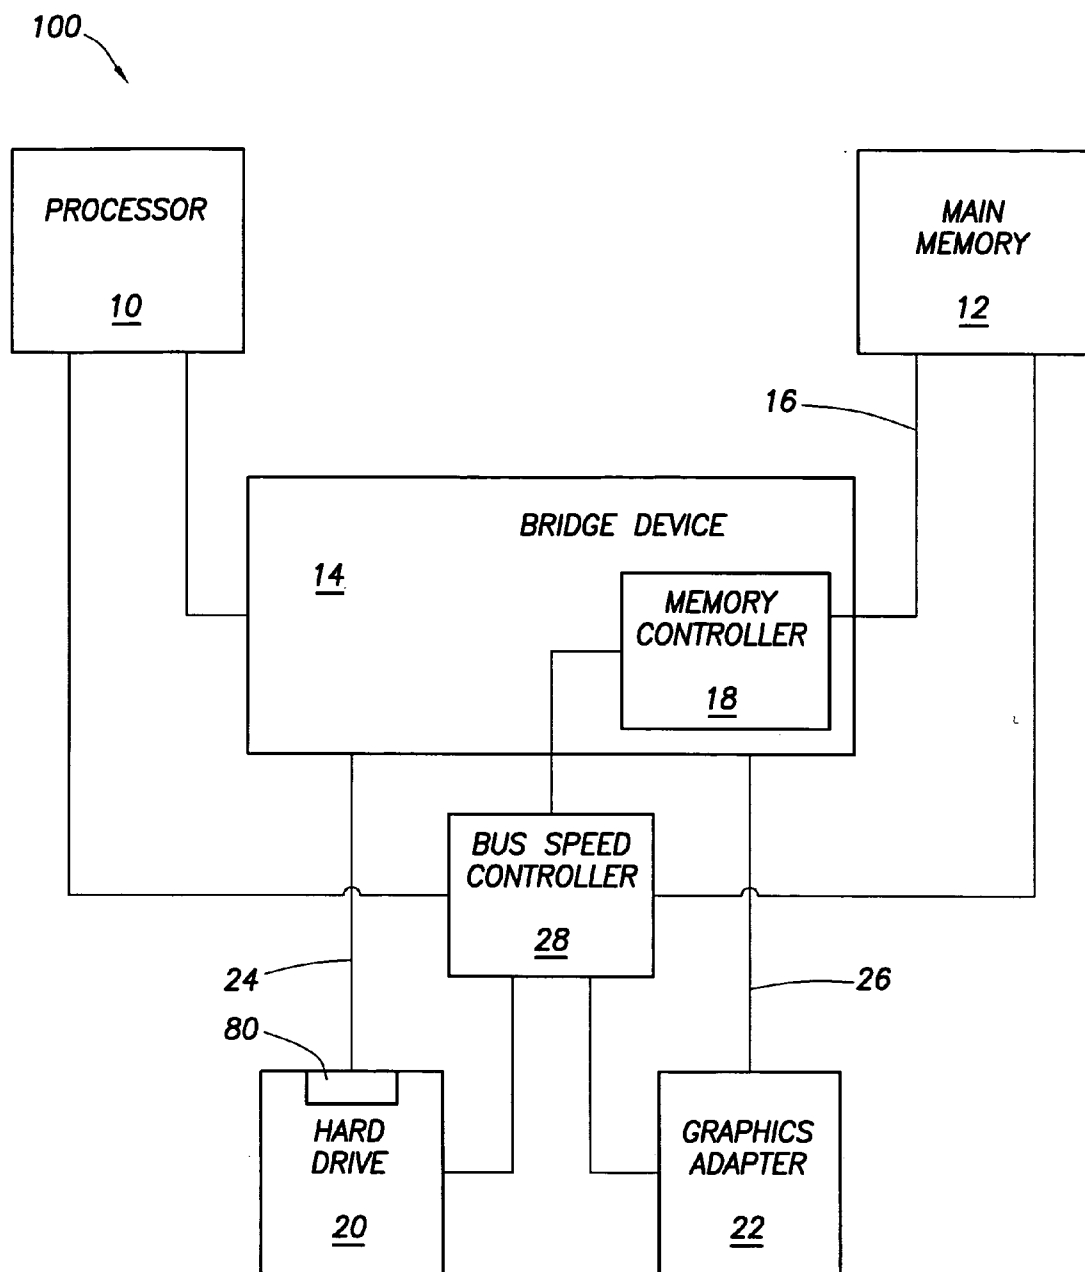 100
PROCESSOR
10
MAIN
MEMORY
12
16
BRIDGE DEVICE
14
MEMORY
CONTROLLER
18
BUS SPEED
CONTROLLER
28
24
26
80
HARD
DRIVE
20
GRAPHICS
ADAPTER
22